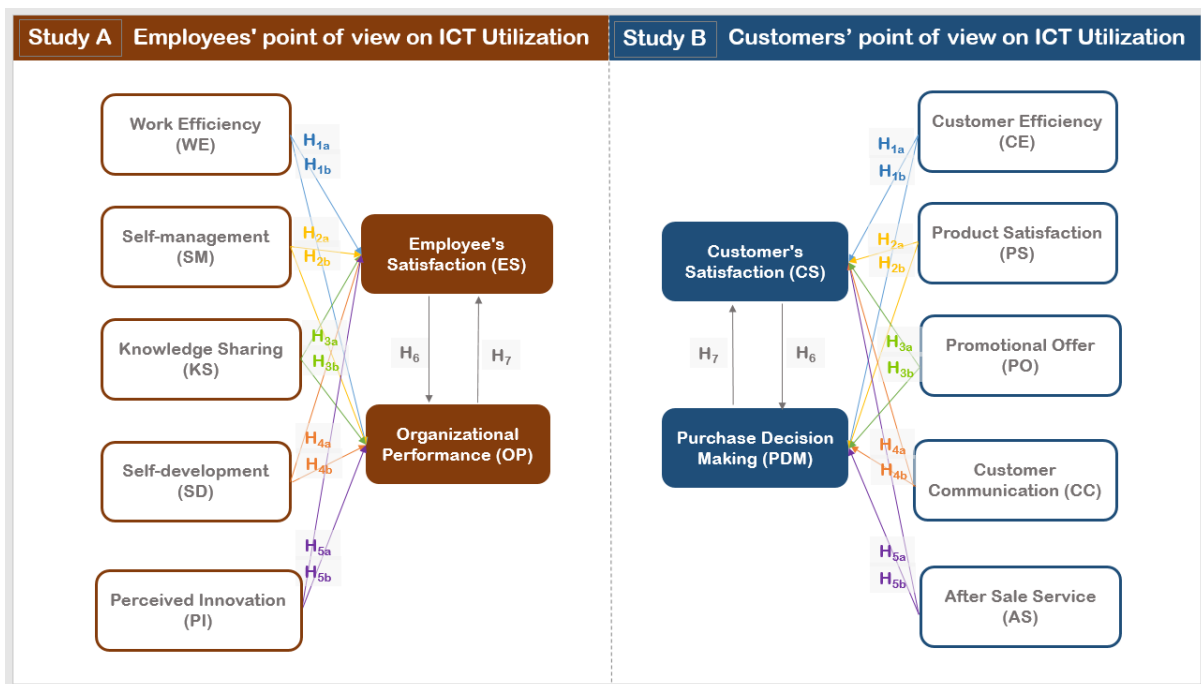 Study A Employees' point of view on ICT Utilization
Work Efficiency
(WE)
H1a
H1b
Self-management
(SM)
H2a
H2b
Employee's
Satisfaction (ES)
Knowledge Sharing
(KS)
H3a
H3b
H6
H7
Self-development
(SD)
H4a
H4b
Organizational
Performance (OP)
Perceived Innovation
(PI)
H5a
H5b
Study B Customers’ point of view on ICT Utilization
Customer Efficiency
(CE)
H1a
H1b
Customer's
Satisfaction (CS)
Product Satisfaction
(PS)
H2a
H2b
H7
H6
Promotional Offer
(PO)
H3a
H3b
Purchase Decision
Making (PDM)
Customer
Communication (CC)
H4a
H4b
After Sale Service
(AS)
H5a
H5b